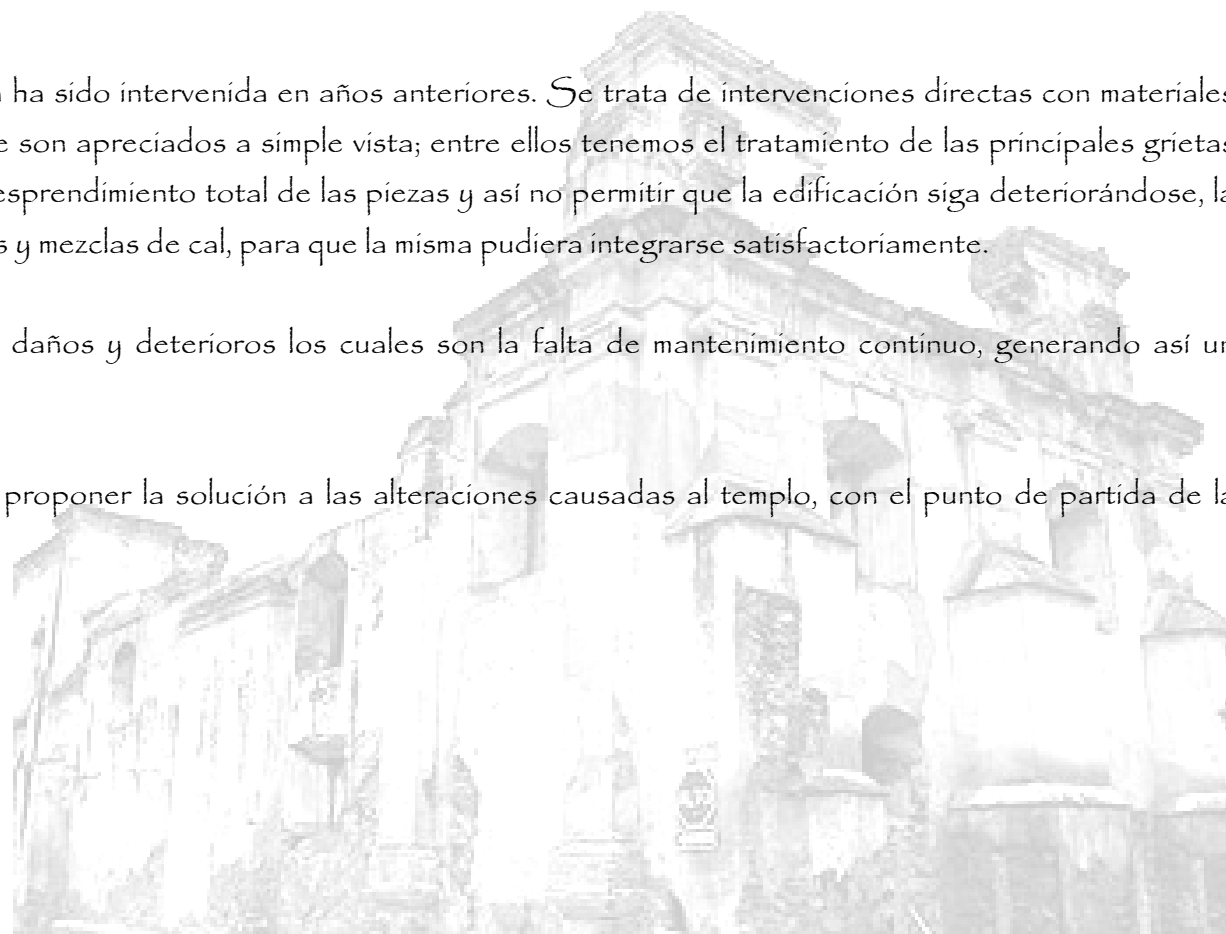 ha sido intervenida en años anteriores. Se trata de intervenciones directas con materiales
son apreciados a simple vista; entre ellos tenemos el tratamiento de las principales grietas
esprendimiento total de las piezas y así no permitir que la edificación siga deteriorándose, la
s y mezclas de cal, para que la misma pudiera integrarse satisfactoriamente.
daños y deterioros los cuales son la falta de mantenimiento continuo, generando así un
proponer la solución a las alteraciones causadas al templo, con el punto de partida de la